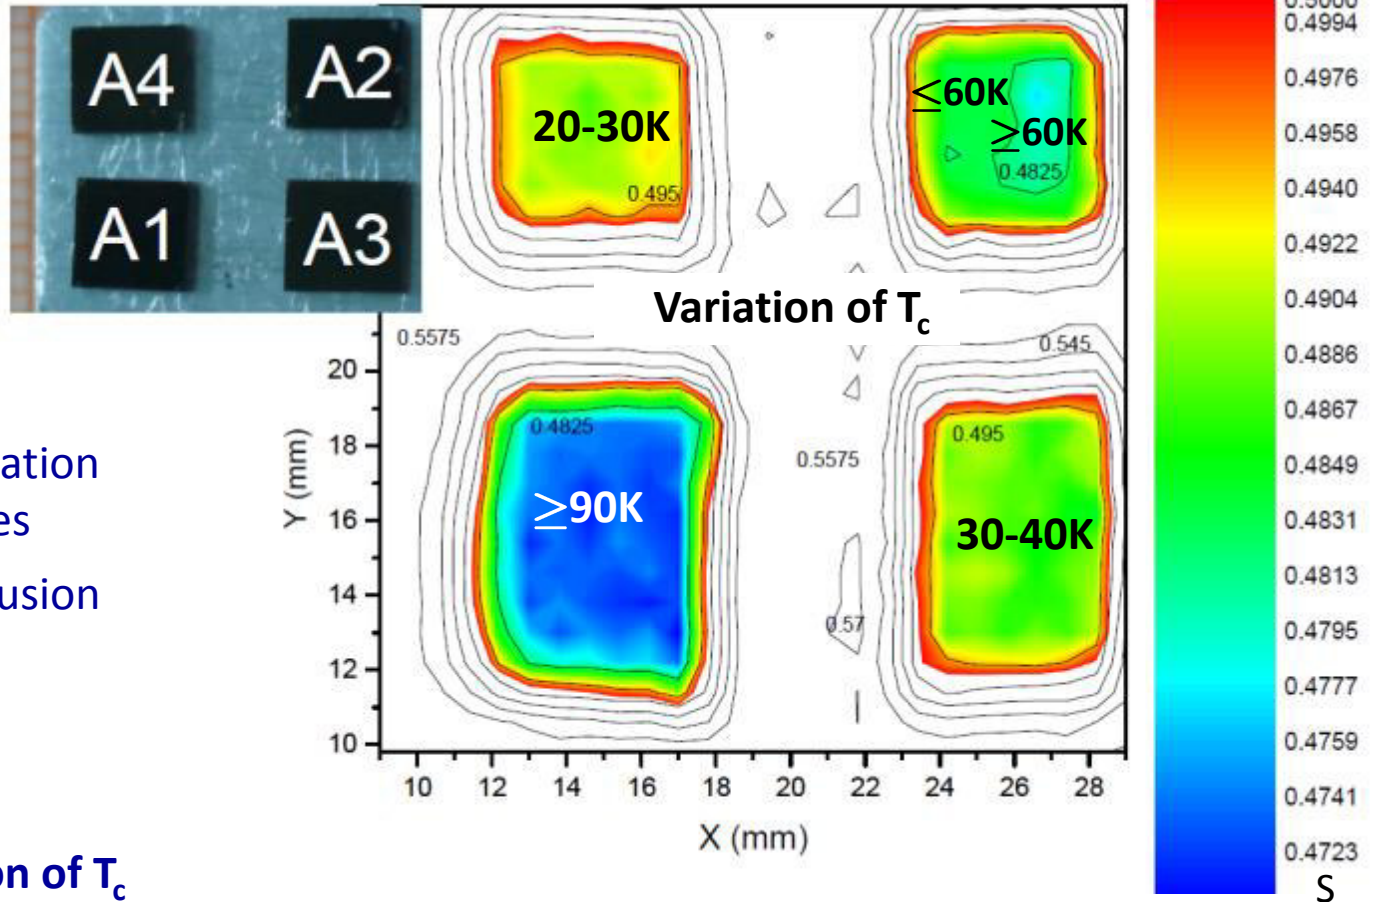 A4
A2
A1
A3
20-30K
0.495
≤60K
≥60K
0.4825
Variation of Tc
0.5575
0.545
0.4825
≥90K
0.495
0.5575
30-40K
0.57
20
18
16
14
12
10
Y (mm)
10 12 14 16 18 20 22 24 26 28
X (mm)
0.4994
0.4976
0.4958
0.4940
0.4922
0.4904
0.4886
0.4867
0.4849
0.4831
0.4813
0.4795
0.4777
0.4759
0.4741
0.4723
S
ation
es
usion
on of Tc